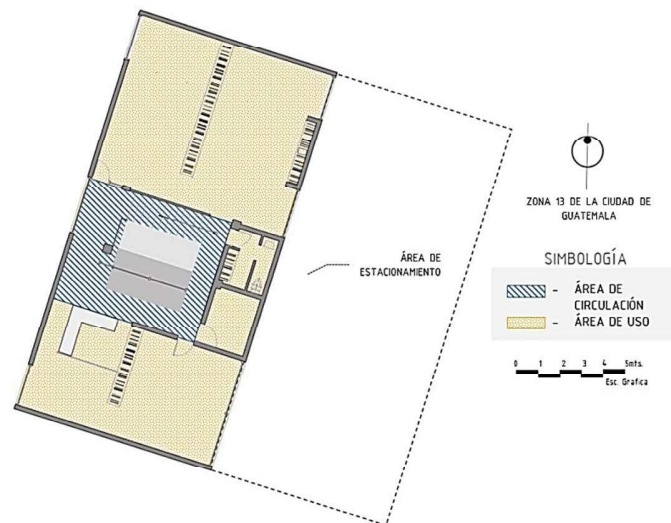 ZONA 13 DE LA CIUDAD DE
GUATEMALA
ÁREA DE
ESTACIONAMIENTO
SIMBOLOGÍA
- ÁREA DE
CIRCULACIÓN
- ÁREA DE USO
0 1 2 3 4 5mts.
Esc. Grafica